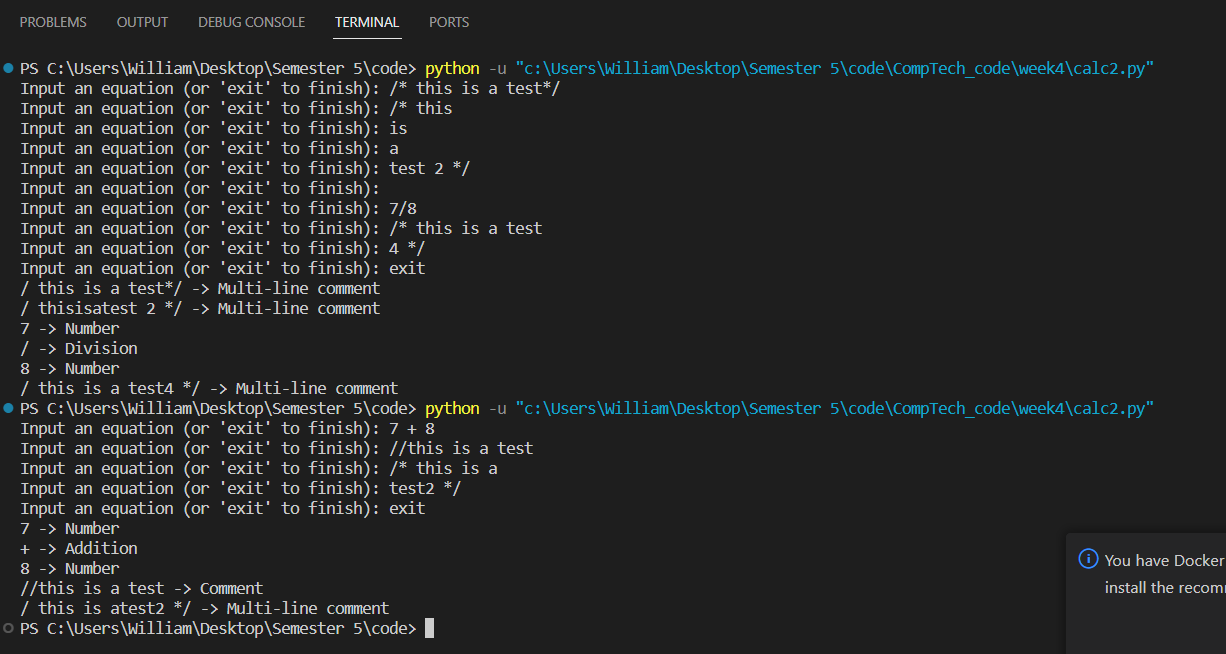 PROBLEMS OUTPUT DEBUG CONSOLE TERMINAL PORTS
PS C:\Users\William\Desktop\Semester 5\code> python -u "c:\Users\William\Desktop\Semester 5\code\CompTech_code\week4\calc2.py"
Input an equation (or 'exit' to finish): /* this is a test*/
Input an equation (or 'exit' to finish): /* this
Input an equation (or 'exit' to finish): is
Input an equation (or 'exit' to finish): a
Input an equation (or 'exit' to finish): test 2 */
Input an equation (or 'exit' to finish):
Input an equation (or 'exit' to finish): 7/8
Input an equation (or 'exit' to finish): /* this is a test
Input an equation (or 'exit' to finish): 4 */
Input an equation (or 'exit' to finish): exit
/ this is a test*/ -> Multi-line comment
/ thisisatest 2 */ -> Multi-line comment
7 -> Number
/ -> Division
8 -> Number
/ this is a test4 */ -> Multi-line comment
PS C:\Users\William\Desktop\Semester 5\code> python -u "c:\Users\William\Desktop\Semester 5\code\CompTech_code\week4\calc2.py"
Input an equation (or 'exit' to finish): 7 + 8
Input an equation (or 'exit' to finish): //this is a test
Input an equation (or 'exit' to finish): /* this is a
Input an equation (or 'exit' to finish): test2 */
Input an equation (or 'exit' to finish): exit
7 -> Number
+ -> Addition
8 -> Number
//this is a test -> Comment
/ this is atest2 */ -> Multi-line comment
PS C:\Users\William\Desktop\Semester 5\code>
You have Docker
install the recom